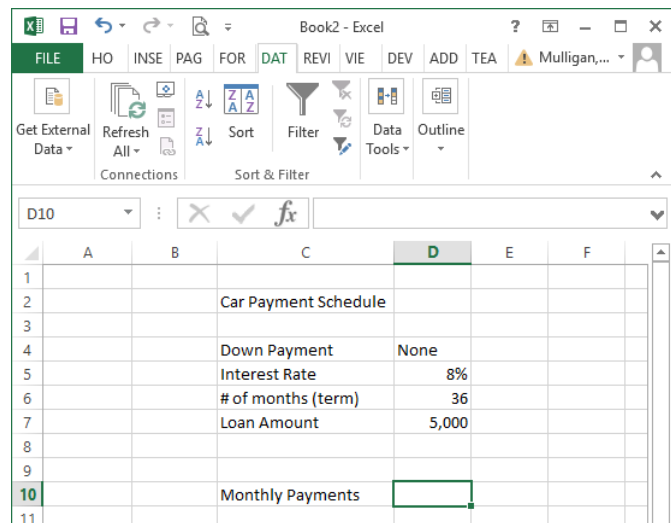 Book2 - Excel ?
FILE HO INSE PAG FOR DAT REVI VIE DEV ADD TEA Mulligan,...
Get External Data
Refresh All
A Z
Z A
Z A A Z
Sort
Filter
Data Tools
Outline
Connections
Sort & Filter
D10 fx
A B C D E F
1
2 Car Payment Schedule
3
4 Down Payment None
5 Interest Rate 8%
6 # of months (term) 36
7 Loan Amount 5,000
8
9
10 Monthly Payments
11